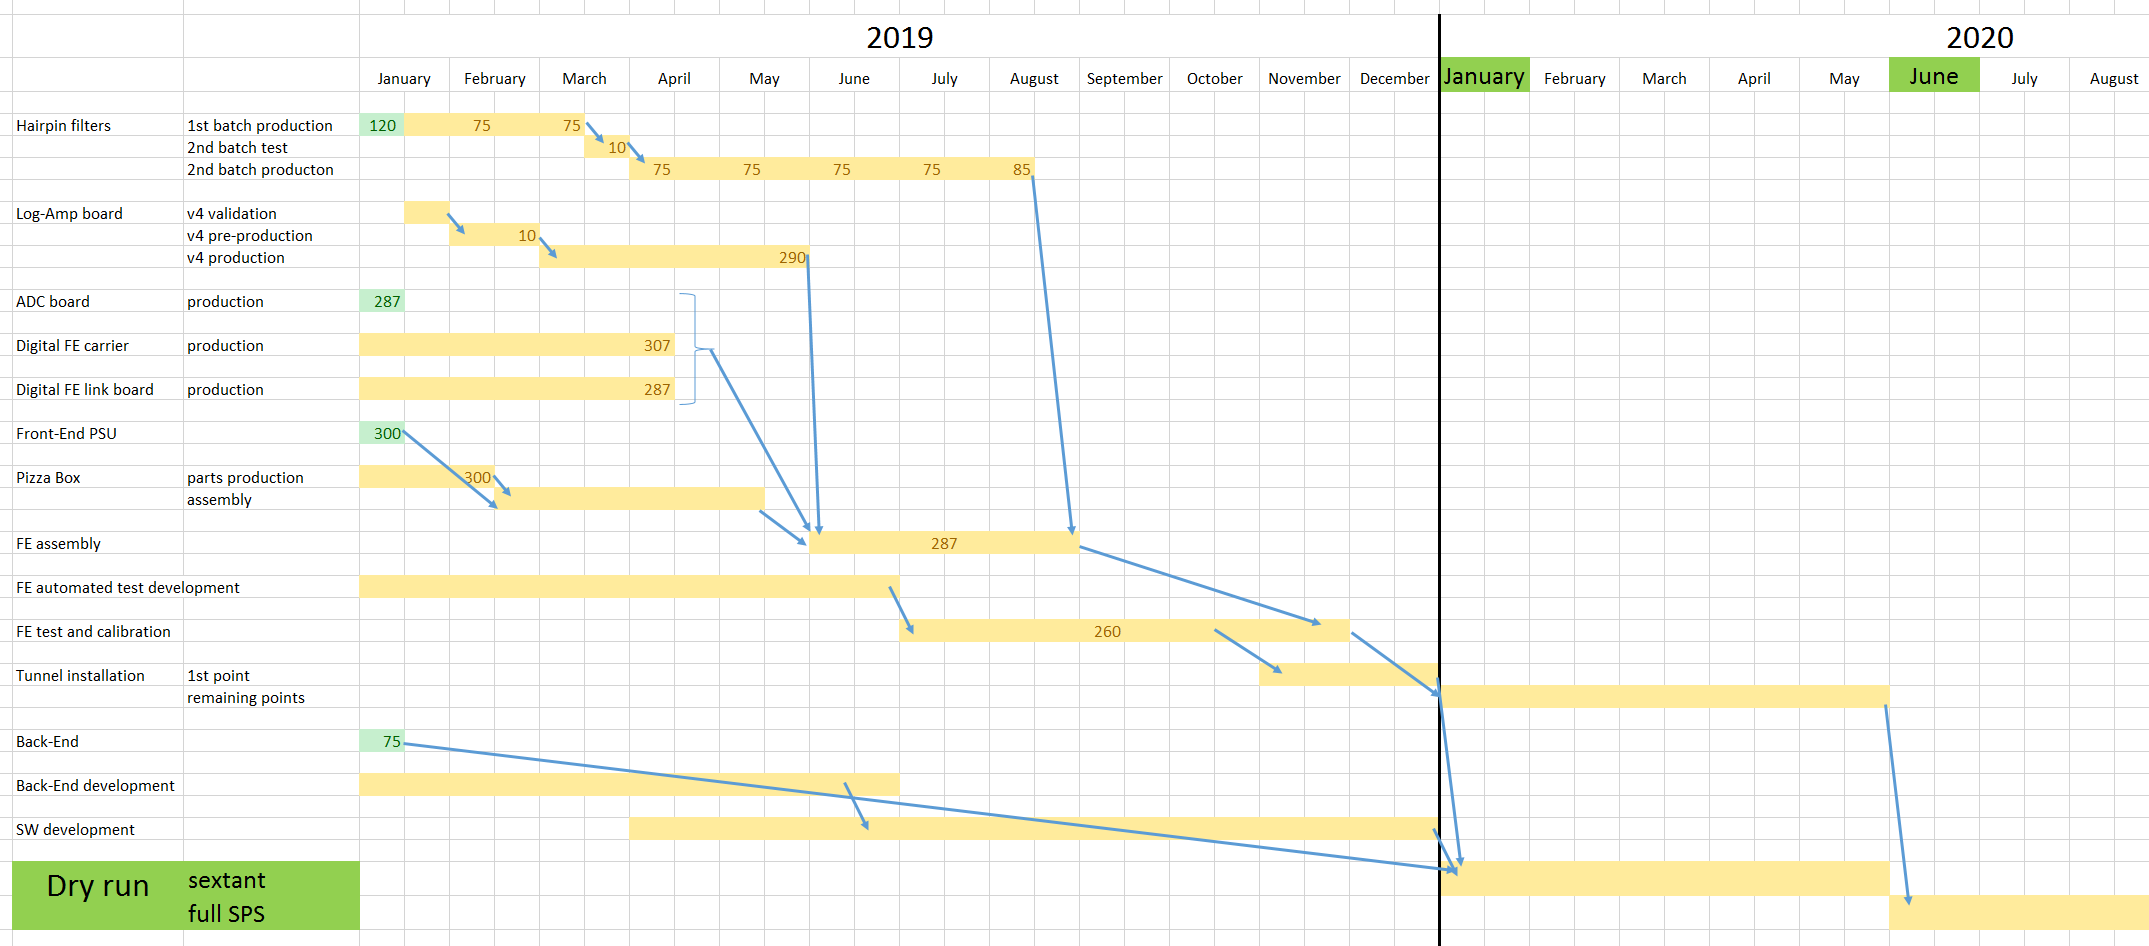 2019 2020
January February March April May June July August September October November December January February March April May June July August
Hairpin filters 1st batch production 120 75 75
2nd batch test 10
2nd batch producton 75 75 75 75 85
Log-Amp board v4 validation
v4 pre-production 10
v4 production 290
ADC board production 287
Digital FE carrier production 307
Digital FE link board production 287
Front-End PSU 300
Pizza Box parts production 300
assembly
FE assembly 287
FE automated test development
FE test and calibration 260
Tunnel installation 1st point
remaining points
Back-End 75
Back-End development
SW development
Dry run sextant
full SPS